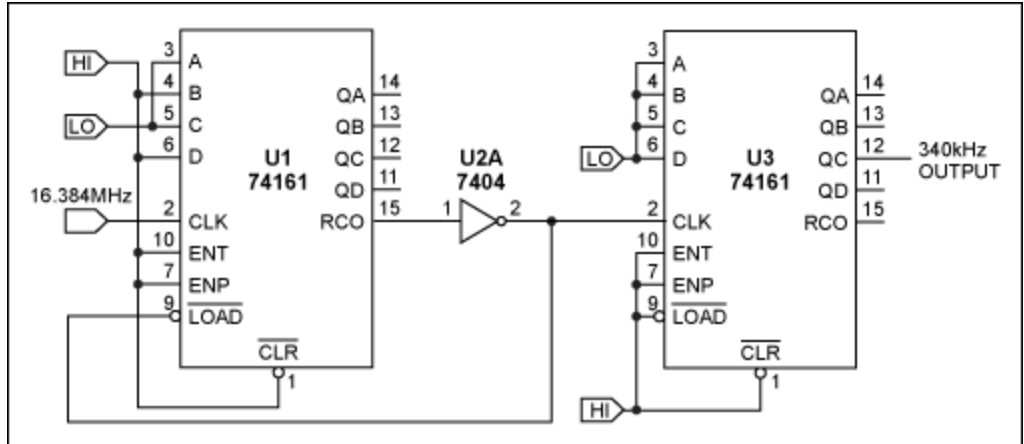 HI
LO
16.384MHz
3 A
4 B
5 C
6 D
2 CLK
10 ENT
7 ENP
9 LOAD
CLR
1
U1
74161
QA 14
QB 13
QC 12
QD 11
RCO 15
U2A
7404
1 2
LO
HI
3 A
4 B
5 C
6 D
2 CLK
10 ENT
7 ENP
9 LOAD
CLR
1
U3
74161
QA 14
QB 13
QC 12
QD 11
RCO 15
340kHz
OUTPUT